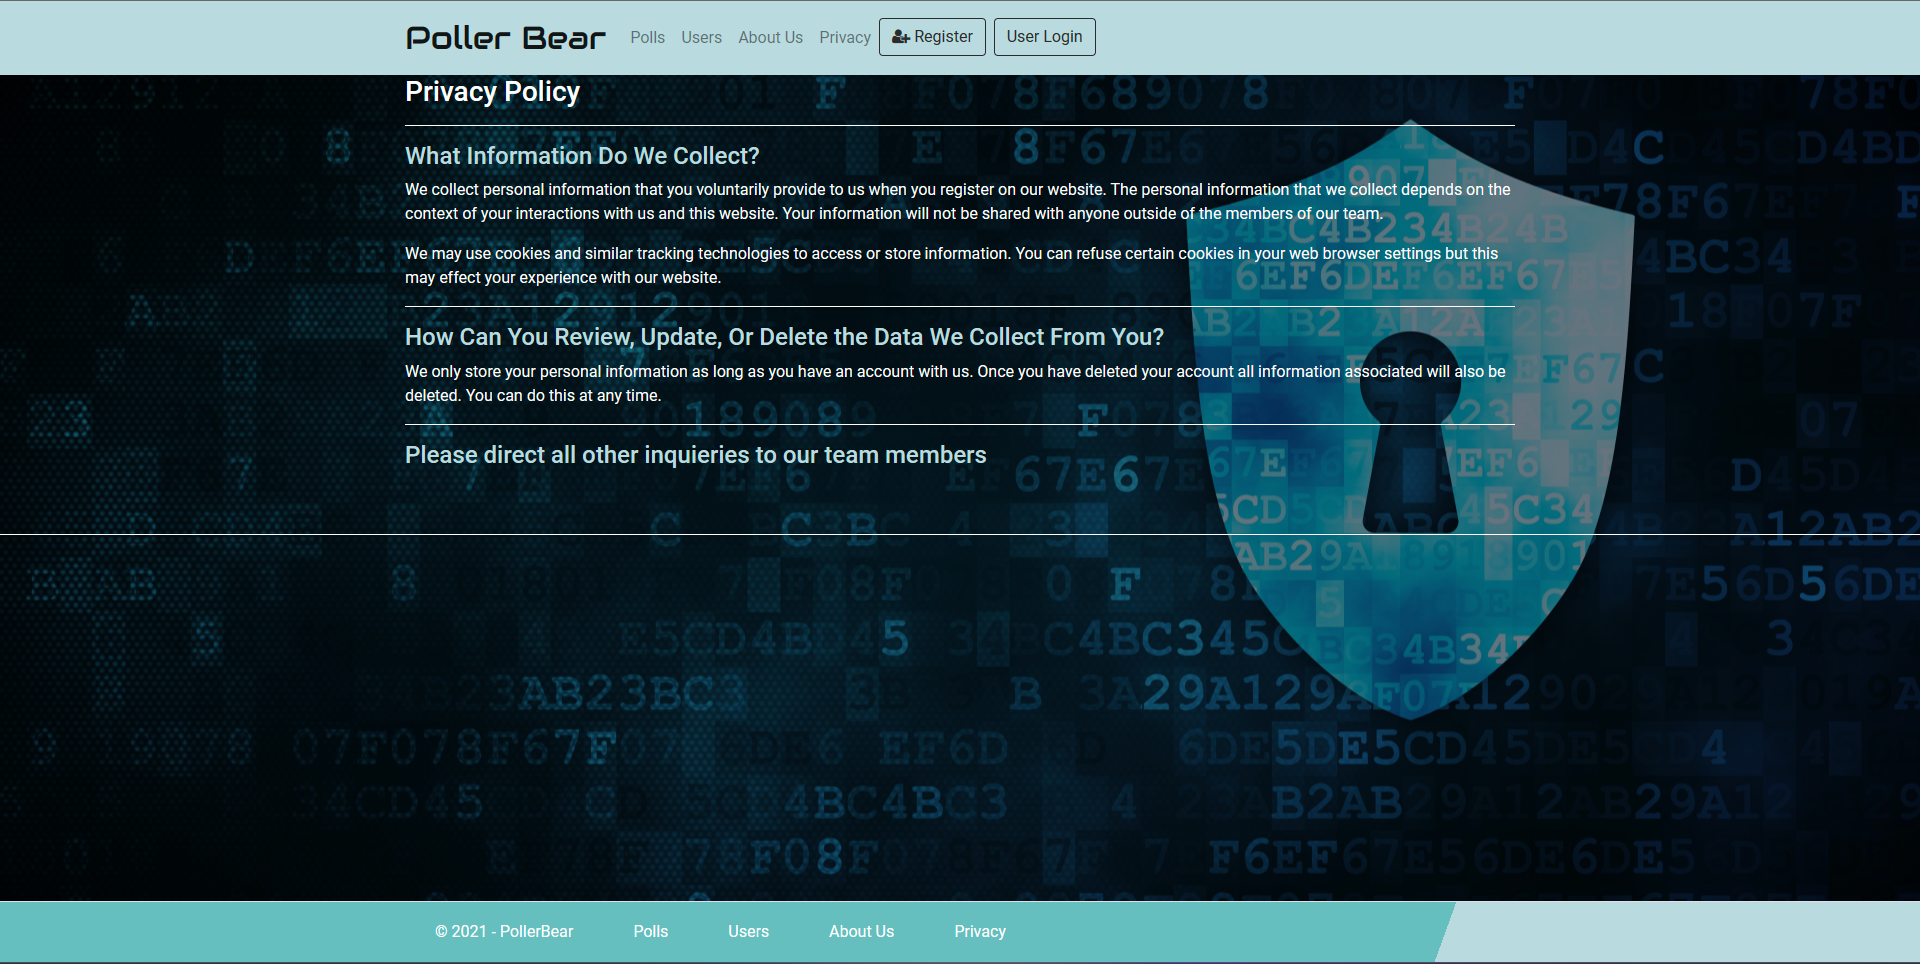 Poller Bear
Polls Users About Us Privacy Register User Login
Privacy Policy
What Information Do We Collect?
We collect personal information that you voluntarily provide to us when you register on our website. The personal information that we collect depends on the
context of your interactions with us and this website. Your information will not be shared with anyone outside of the members of our team.
We may use cookies and similar tracking technologies to access or store information. You can refuse certain cookies in your web browser settings but this
may effect your experience with our website.
How Can You Review, Update, Or Delete the Data We Collect From You?
We only store your personal information as long as you have an account with us. Once you have deleted your account all information associated will also be
deleted. You can do this at any time.
Please direct all other inquieries to our team members
© 2021 - PollerBear Polls Users About Us Privacy